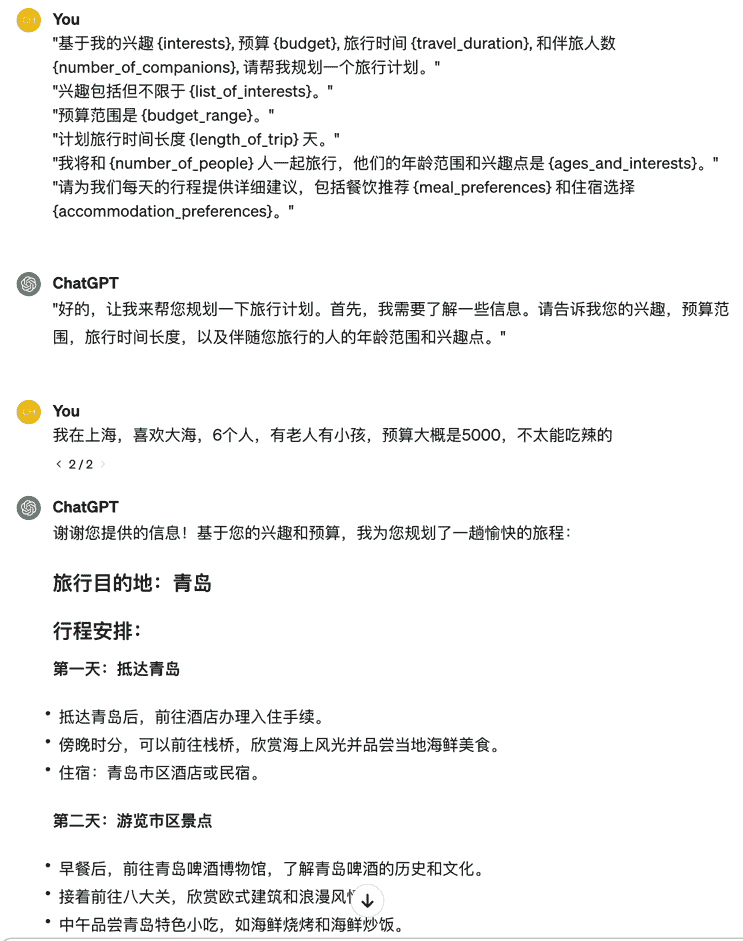 You
"基于我的兴趣 {interests}, 预算 {budget}, 旅行时间 {travel_duration}, 和伴旅人数
{number_of_companions}, 请帮我规划一个旅行计划。"
"兴趣包括但不限于 {list_of_interests}。"
"预算范围是 {budget_range}。"
"计划旅行时间长度 {length_of_trip} 天。"
"我将和 {number_of_people} 人一起旅行，他们的年龄范围和兴趣点是 {ages_and_interests}。"
"请为我们每天的行程提供详细建议，包括餐饮推荐 {meal_preferences} 和住宿选择
{accommodation_preferences}。"
ChatGPT
"好的，让我来帮您规划一下旅行计划。首先，我需要了解一些信息。请告诉我您的兴趣，预算范
围，旅行时间长度，以及伴随您旅行的人的年龄范围和兴趣点。"
You
我在上海，喜欢大海，6个人，有老人有小孩，预算大概是5000，不太能吃辣的
2 / 2
ChatGPT
谢谢您提供的信息！基于您的兴趣和预算，我为您规划了一趟愉快的旅程：
旅行目的地：青岛
行程安排：
第一天：抵达青岛
• 抵达青岛后，前往酒店办理入住手续。
• 傍晚时分，可以前往栈桥，欣赏海上风光并品尝当地海鲜美食。
• 住宿：青岛市区酒店或民宿。
第二天：游览市区景点
• 早餐后，前往青岛啤酒博物馆，了解青岛啤酒的历史和文化。
• 接着前往八大关，欣赏欧式建筑和浪漫风
• 中午品尝青岛特色小吃，如海鲜烧烤和海鲜炒饭。